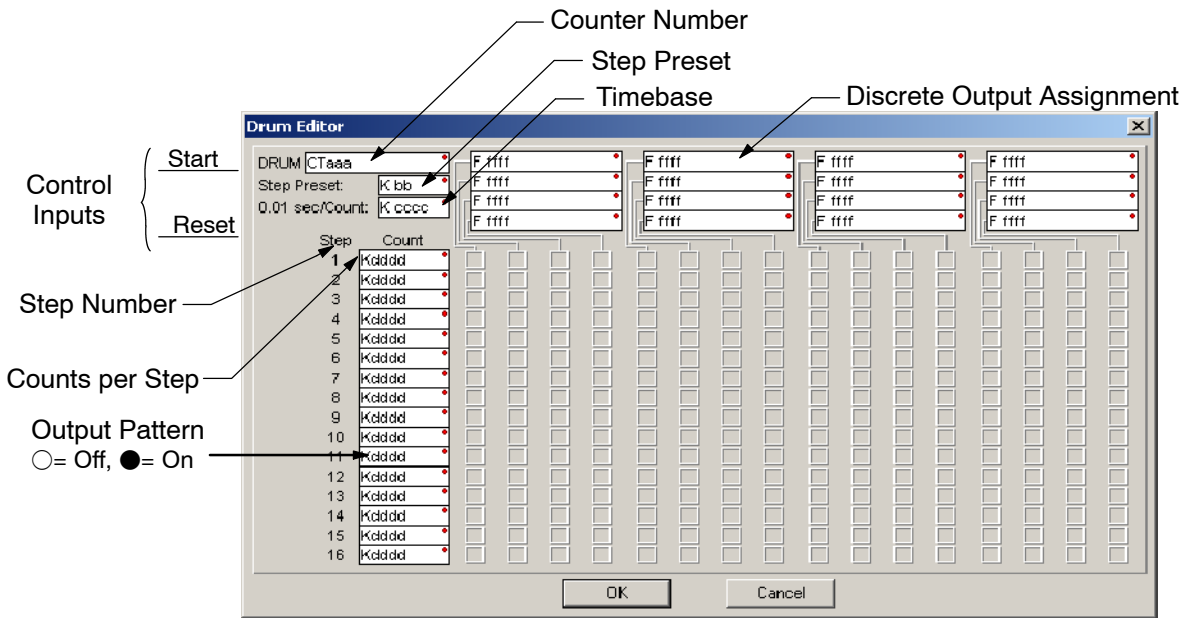 Counter Number
Step Preset
Timebase
Discrete Output Assignment
Drum Editor
Control
Inputs
Start
Reset
DRUM CTaaa
Step Preset: K bb
0.01 sec/Count: K cccc
F ffff F ffff F ffff F ffff
F ffff F ffff F ffff F ffff
F ffff F ffff F ffff F ffff
F ffff F ffff F ffff F ffff
Step Count
1 Kdddd
2 Kdddd
3 Kdddd
4 Kdddd
5 Kdddd
6 Kdddd
7 Kdddd
8 Kdddd
9 Kdddd
10 Kdddd
11 Kdddd
12 Kdddd
13 Kdddd
14 Kdddd
15 Kdddd
16 Kdddd
Step Number
Counts per Step
Output Pattern
○= Off, ●= On
OK
Cancel